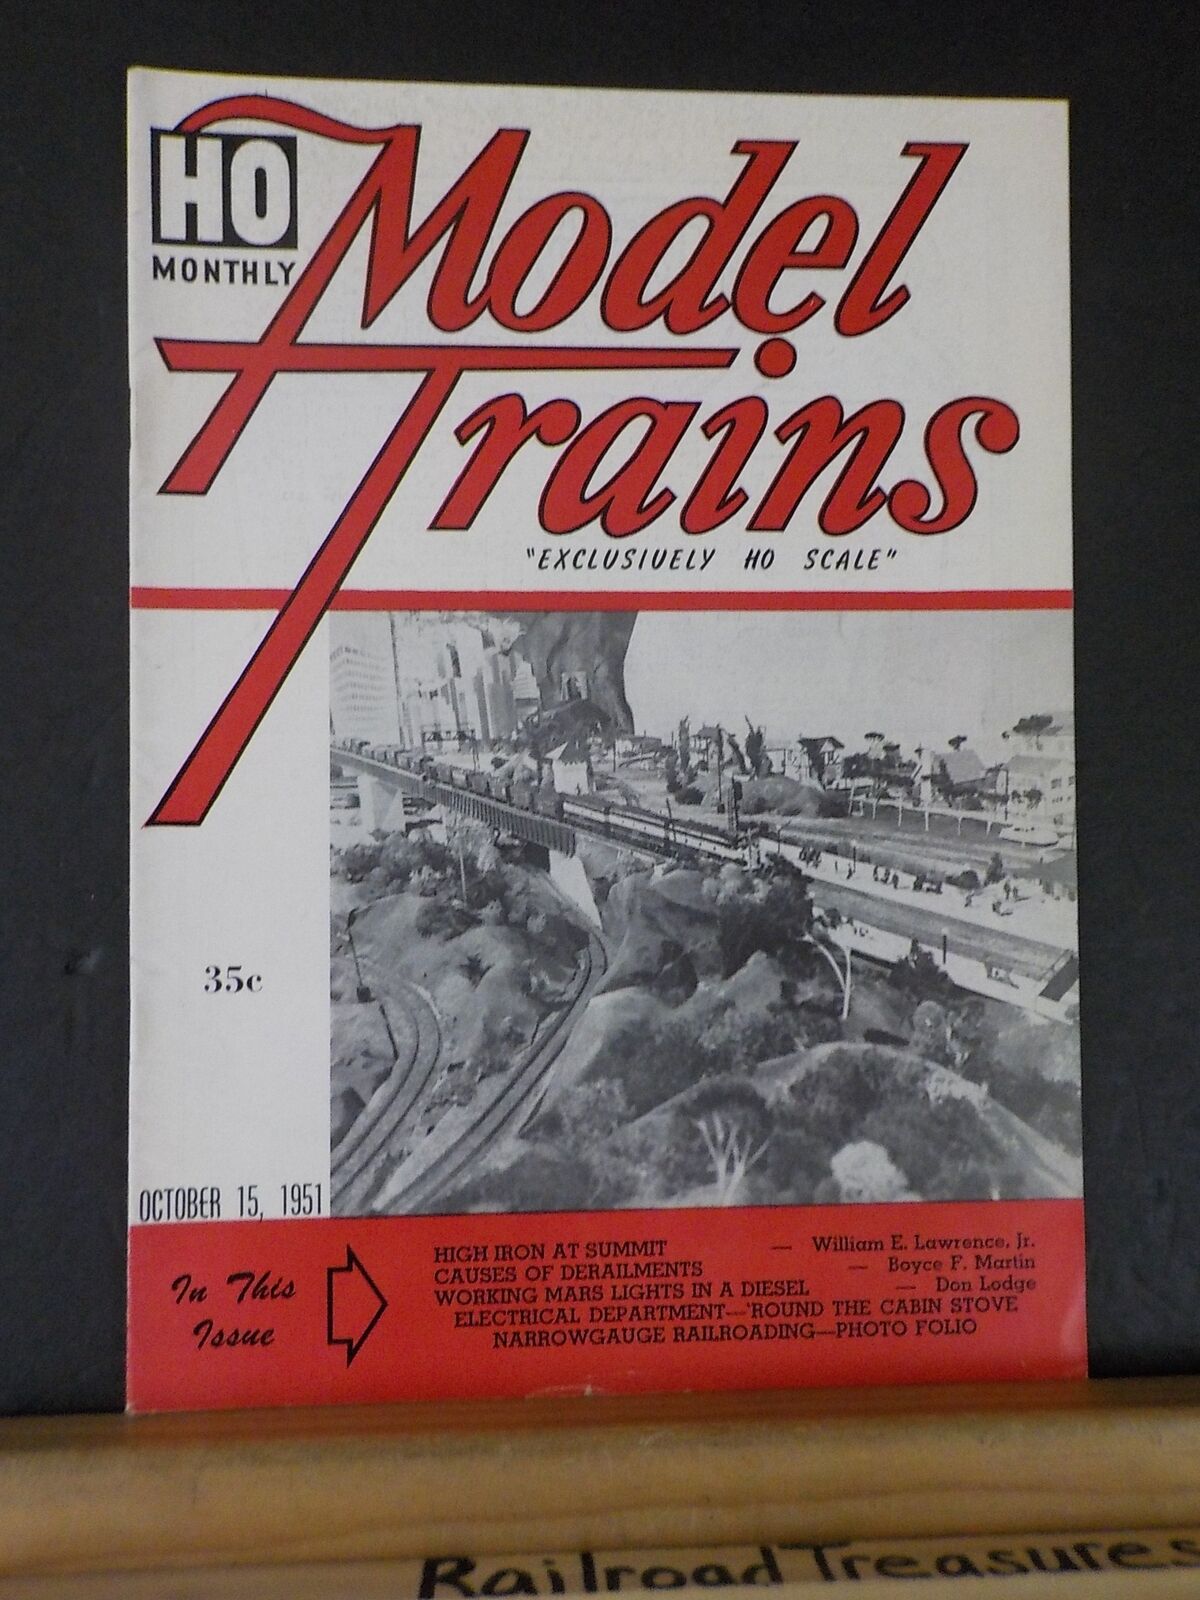 HO
MONTHLY
Model
Trains
"EXCLUSIVELY HO SCALE"
35c
OCTOBER 15, 1951
In This
Issue
HIGH IRON AT SUMMIT — William E. Lawrence, Jr.
CAUSES OF DERAILMENTS — Boyce F. Martin
WORKING MARS LIGHTS IN A DIESEL — Don Lodge
ELECTRICAL DEPARTMENT—'ROUND THE CABIN STOVE
NARROWGAUGE RAILROADING—PHOTO FOLIO
Railroad Treasures